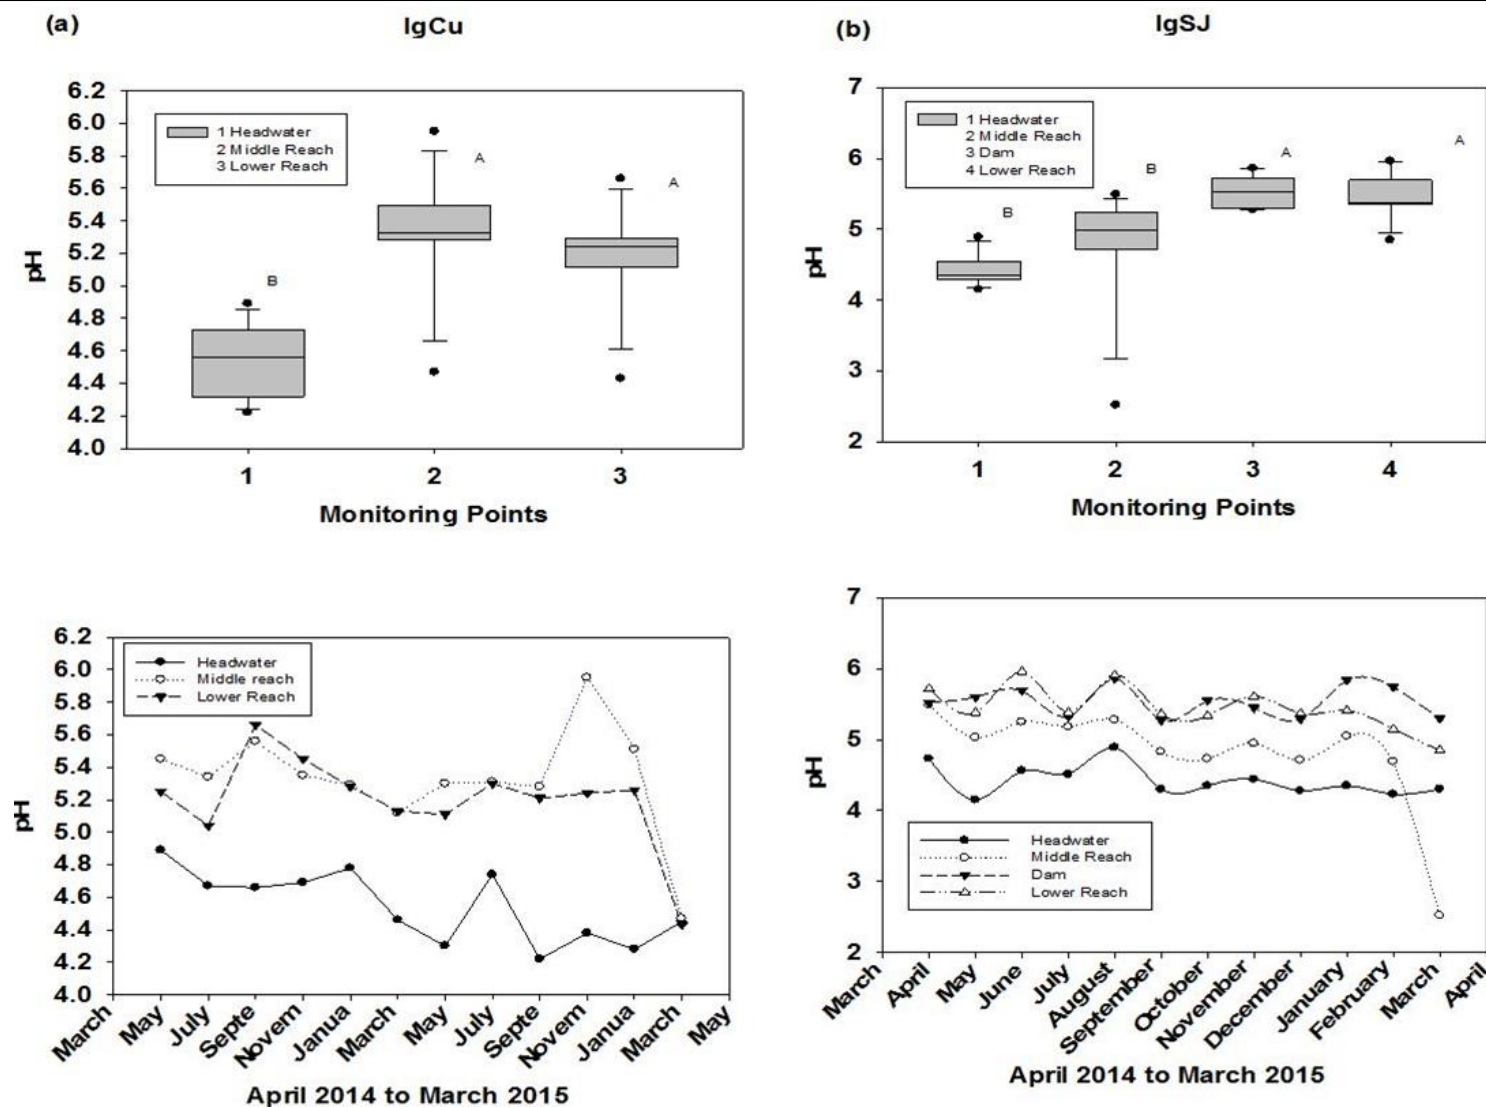 (a)
IgCu
6.2
6.0
5.8
5.6
5.4
5.2
5.0
4.8
4.6
4.4
4.2
4.0
pH
1 Headwater
2 Middle Reach
3 Lower Reach
B
A
A
1
2
3
Monitoring Points
(b)
IgSJ
7
6
5
4
3
2
pH
1 Headwater
2 Middle Reach
3 Dam
4 Lower Reach
B
B
A
A
1
2
3
4
Monitoring Points
6.2
6.0
5.8
5.6
5.4
5.2
5.0
4.8
4.6
4.4
4.2
4.0
pH
Headwater
Middle reach
Lower Reach
March
May
July
Septe
Novem
Janua
March
May
July
Septe
Novem
Janua
March
May
April 2014 to March 2015
7
6
5
4
3
2
pH
Headwater
Middle Reach
Dam
Lower Reach
March
April
May
June
July
August
September
October
November
December
January
February
March
April
April 2014 to March 2015